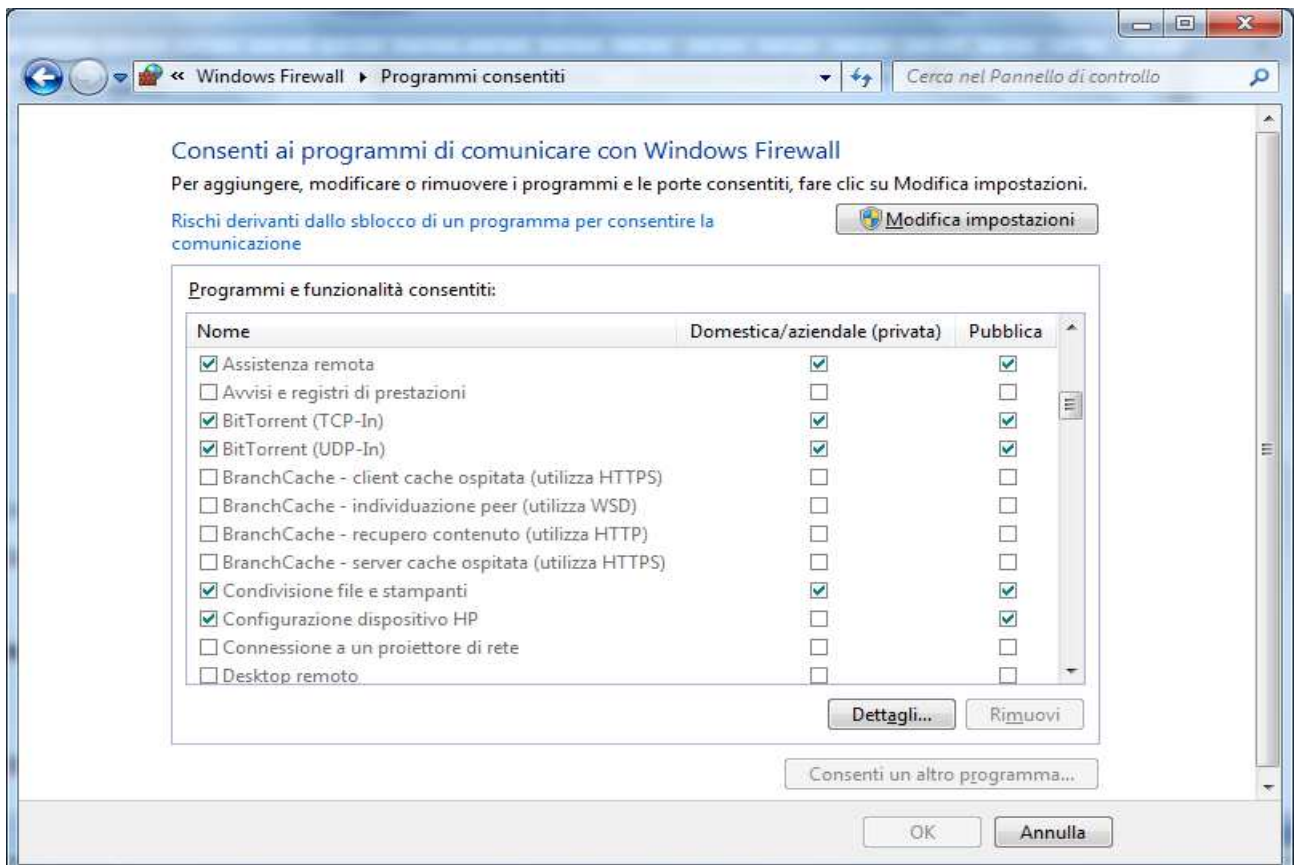 « Windows Firewall Programmi consentiti Cerca nel Pannello di controllo
Consenti ai programmi di comunicare con Windows Firewall
Per aggiungere, modificare o rimuovere i programmi e le porte consentiti, fare clic su Modifica impostazioni.
Rischi derivanti dallo sblocco di un programma per consentire la
comunicazione
Modifica impostazioni
Programmi e funzionalità consentiti:
Nome Domestica/aziendale (privata) Pubblica
Assistenza remota
Avvisi e registri di prestazioni
BitTorrent (TCP-In)
BitTorrent (UDP-In)
BranchCache - client cache ospitata (utilizza HTTPS)
BranchCache - individuazione peer (utilizza WSD)
BranchCache - recupero contenuto (utilizza HTTP)
BranchCache - server cache ospitata (utilizza HTTPS)
Condivisione file e stampanti
Configurazione dispositivo HP
Connessione a un proiettore di rete
Desktop remoto
Dettagli... Rimuovi
Consenti un altro programma...
OK Annulla